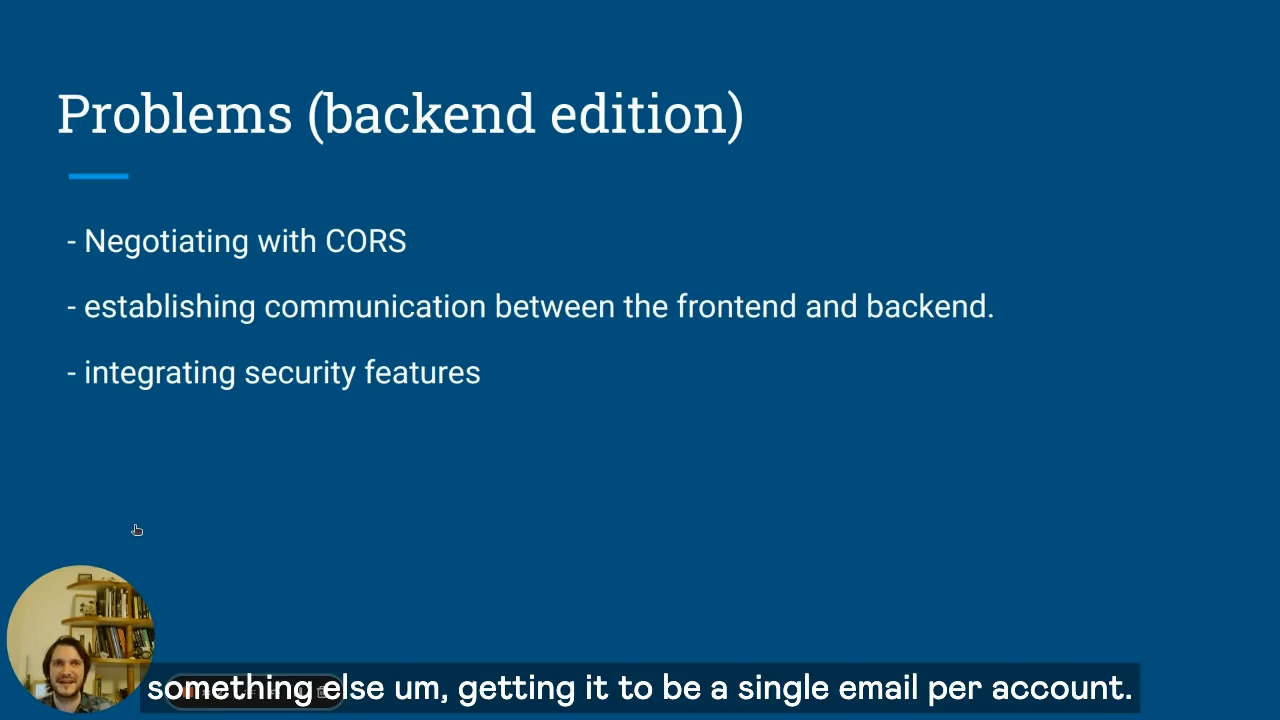 Problems (backend edition)
- Negotiating with CORS
- establishing communication between the frontend and backend.
- integrating security features
something else um, getting it to be a single email per account.